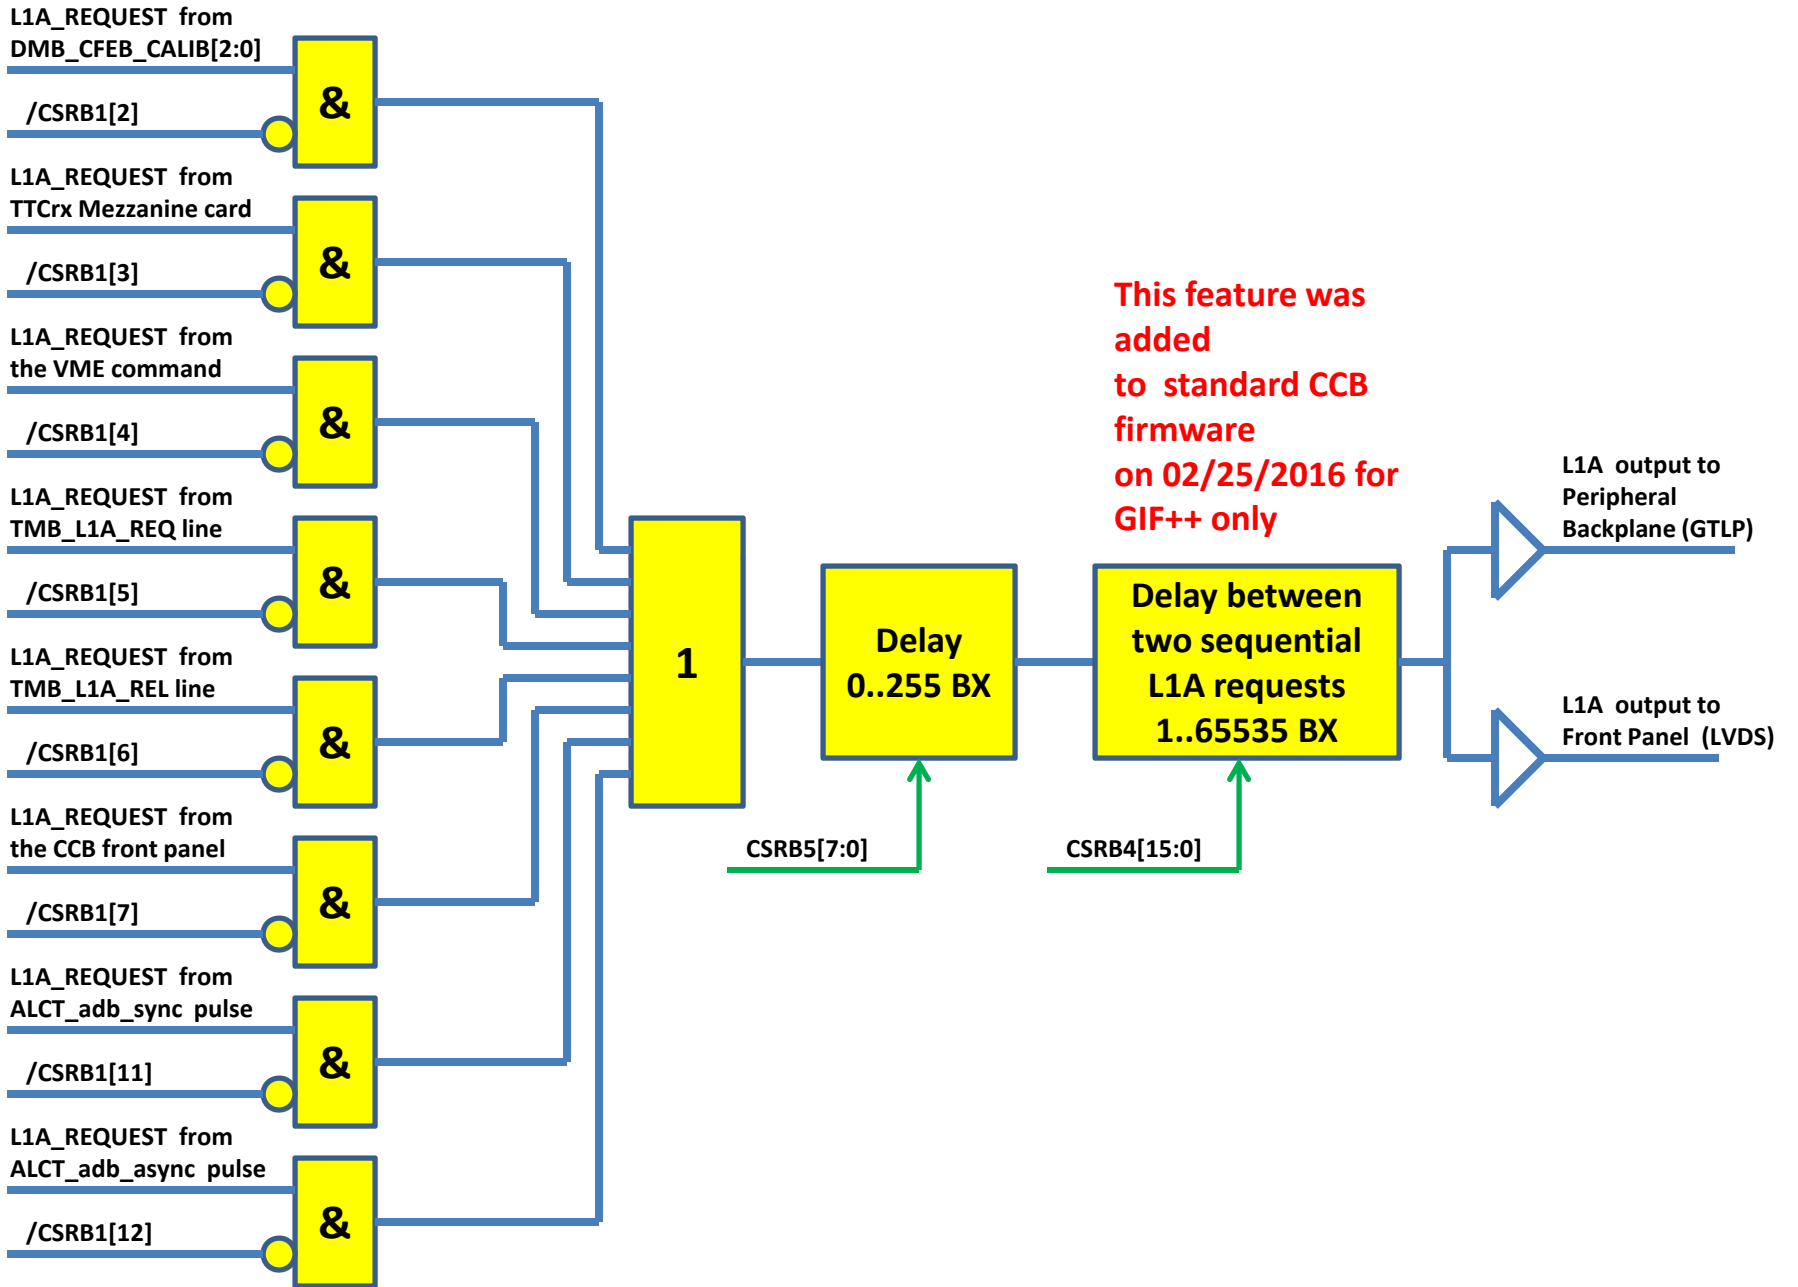 L1A_REQUEST from
DMB_CFEB_CALIB[2:0]
/CSRB1[2]
&
L1A_REQUEST from
TTCrx Mezzanine card
/CSRB1[3]
&
L1A_REQUEST from
the VME command
/CSRB1[4]
&
L1A_REQUEST from
TMB_L1A_REQ line
/CSRB1[5]
&
L1A_REQUEST from
TMB_L1A_REL line
/CSRB1[6]
&
L1A_REQUEST from
the CCB front panel
/CSRB1[7]
&
L1A_REQUEST from
ALCT_adb_sync pulse
/CSRB1[11]
&
L1A_REQUEST from
ALCT_adb_async pulse
/CSRB1[12]
&
1
Delay
0..255 BX
CSRB5[7:0]
This feature was
added
to standard CCB
firmware
on 02/25/2016 for
GIF++ only
Delay between
two sequential
L1A requests
1..65535 BX
CSRB4[15:0]
L1A output to
Peripheral
Backplane (GTLP)
L1A output to
Front Panel (LVDS)